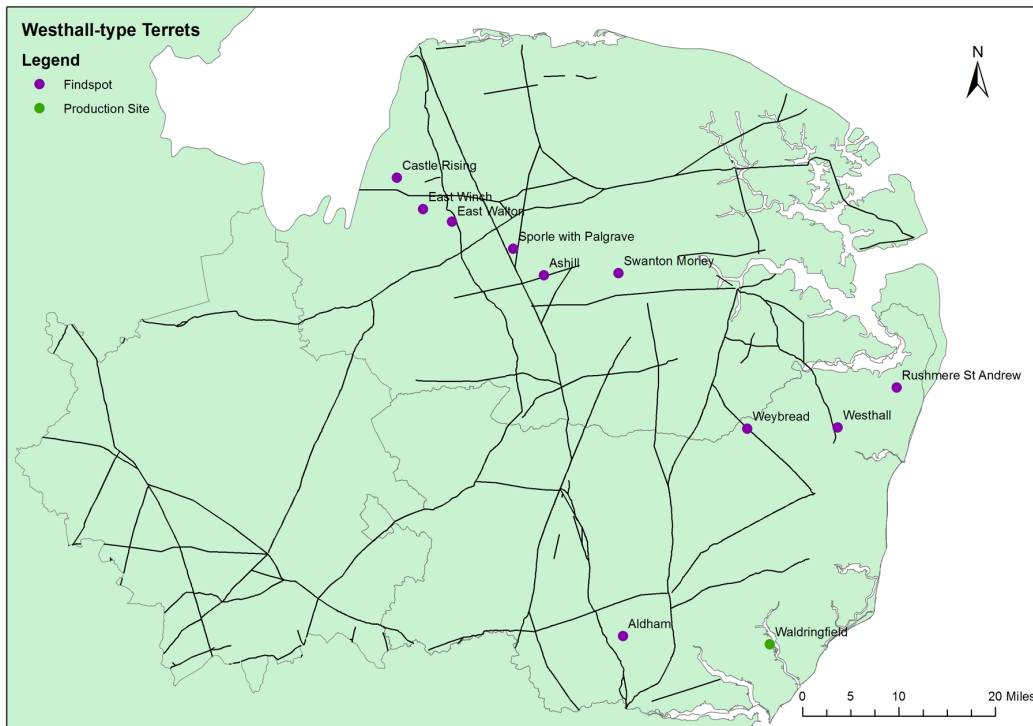 Westhall-type Terrets
Legend
Findspot
Production Site
N
Castle Rising
East Winch
East Walton
Sporle with Palgrave
Ashill
Swanton Morley
Rushmere St Andrew
Weybread
Westhall
Aldham
Waldringfield
0 5 10 20 Miles